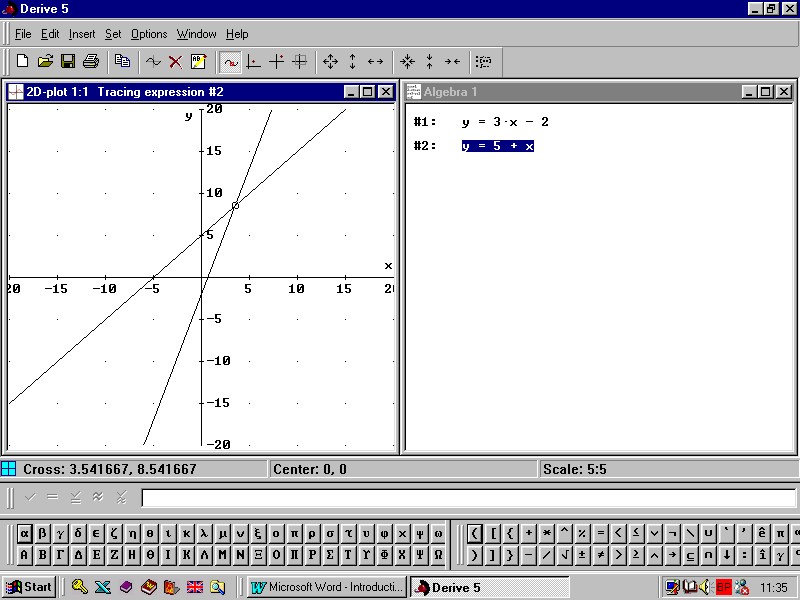 Derive 5
File Edit Insert Set Options Window Help
2D-plot 1:1 Tracing expression #2
Algebra 1
y
20
15
10
5
x
20 -15 -10 -5 5 10 15 20
-5
-10
-15
-20
#1: y = 3·x - 2
#2: y = 5 + x
Cross: 3.541667, 8.541667
Center: 0, 0
Scale: 5:5
α β γ δ ε ζ η θ ι κ λ μ ν ξ ο π ρ σ τ υ φ χ ψ ω
( [ { + * ^ % = < ≤ ∨ ¬ \ ∪ ` ' ê π ∞
Α Β Γ Δ Ε Ζ Η Θ Ι Κ Λ Μ Ν Ξ Ο Π Ρ Σ Τ Υ Φ Χ Ψ Ω
) ] } - / √ ± ≠ > ≥ ∧ → ⊆ ∩ ↓ : î γ °
Start
Microsoft Word - Introducti...
Derive 5
11:35